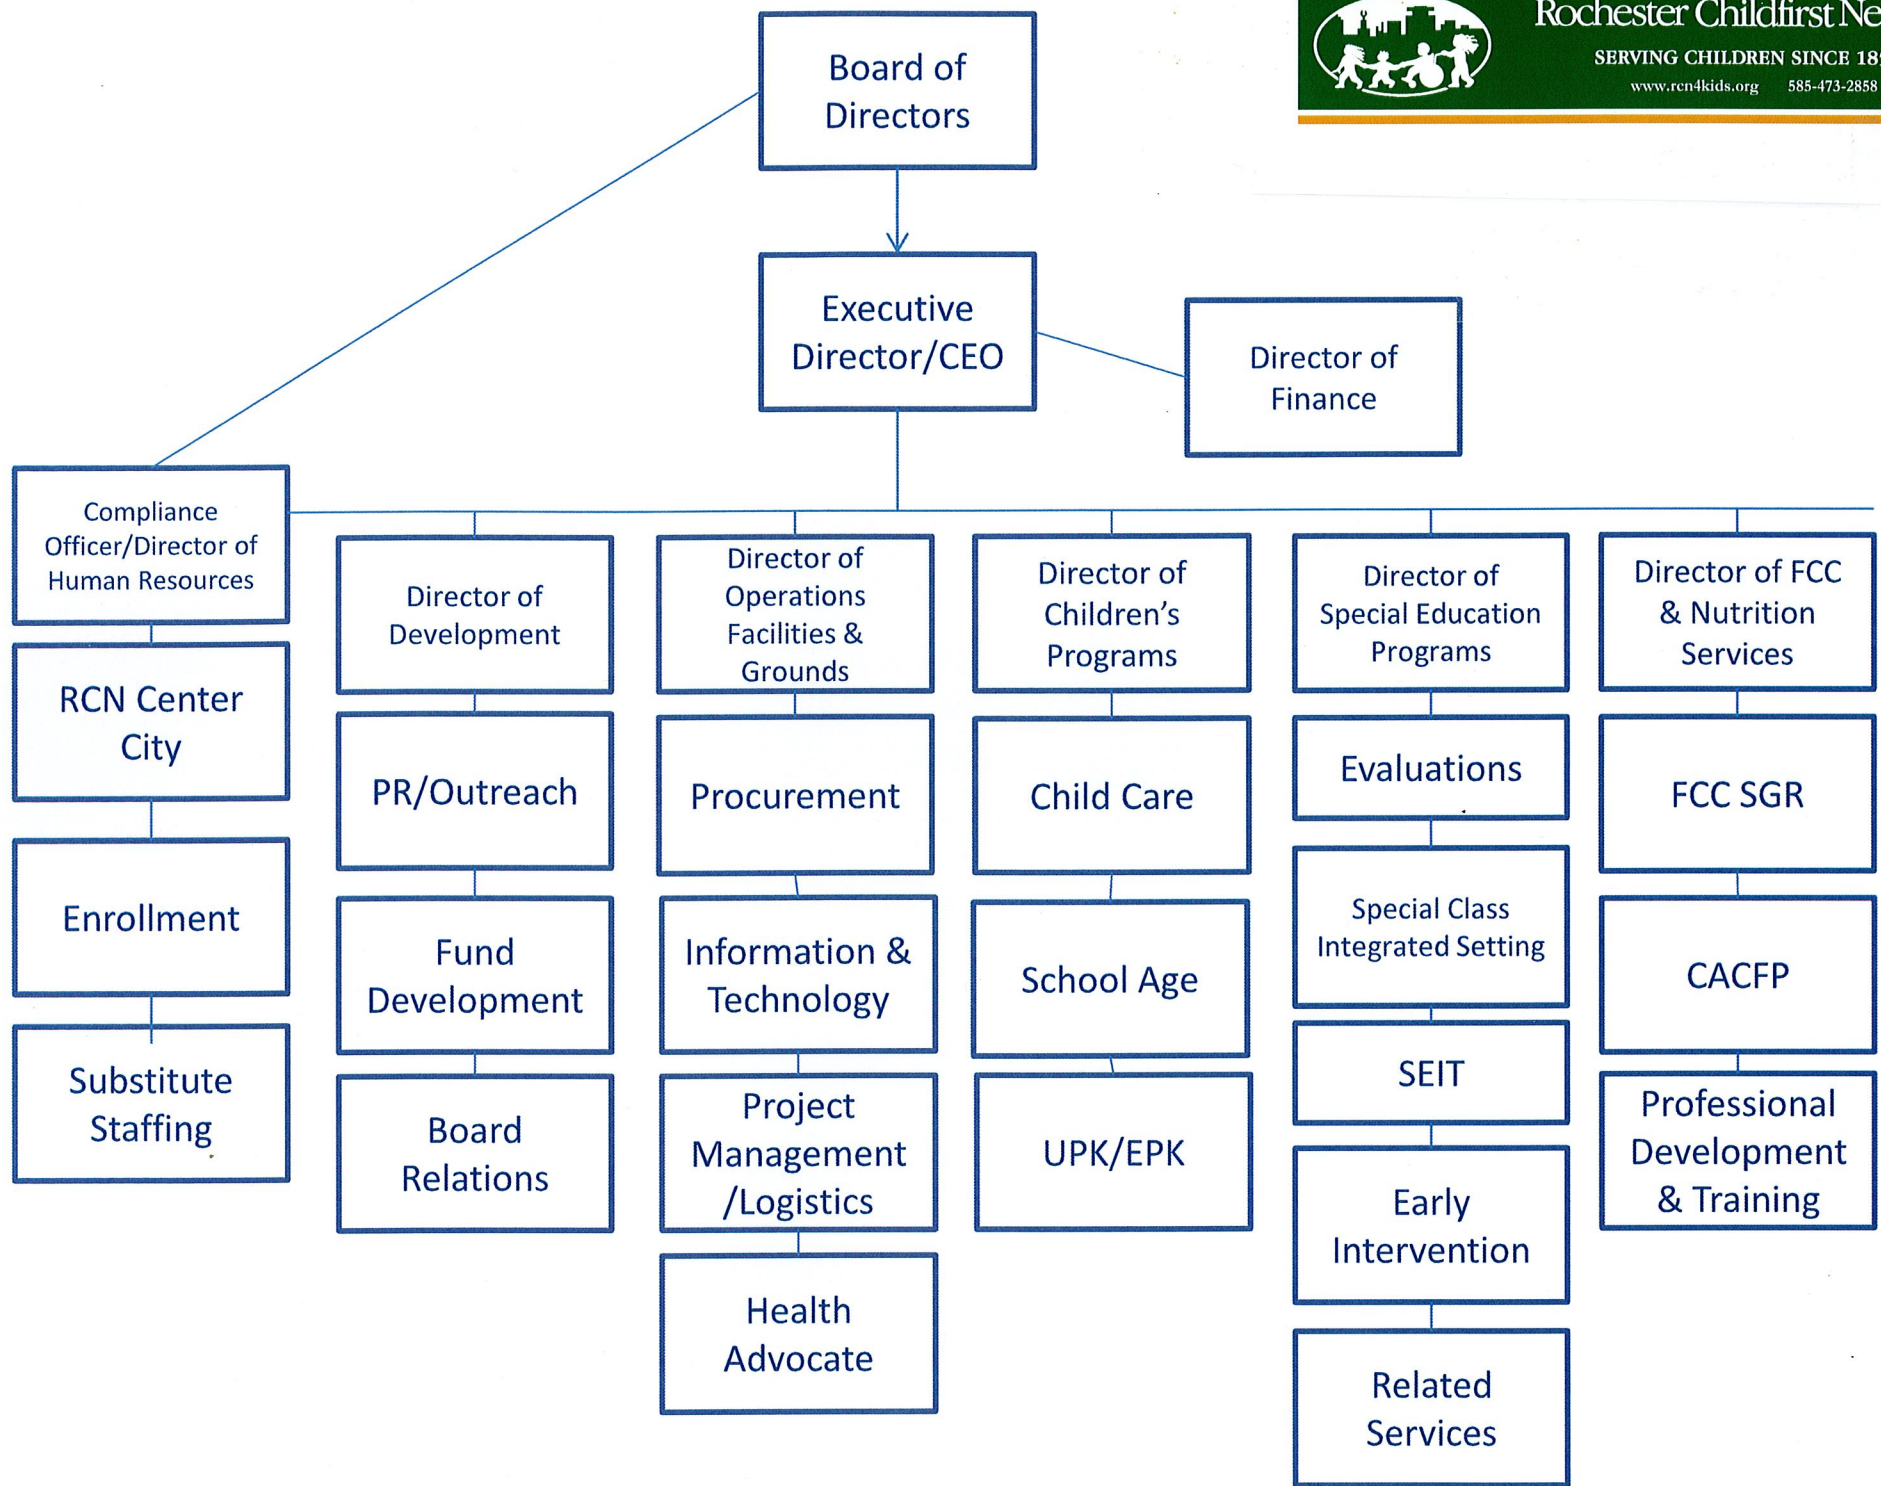 Rochester Childfirst
SERVING CHILDREN SINCE
www.rcn4kids.org 585-473-2858
Board of
Directors
Executive
Director/CEO
Director of
Finance
Compliance
Officer/Director of
Human Resources
RCN Center
City
Enrollment
Substitute
Staffing
Director of
Development
PR/Outreach
Fund
Development
Board
Relations
Director of
Operations
Facilities &
Grounds
Procurement
Information &
Technology
Project
Management
/Logistics
Health
Advocate
Director of
Children’s
Programs
Child Care
School Age
UPK/EPK
Director of
Special Education
Programs
Evaluations
Special Class
Integrated Setting
SEIT
Early
Intervention
Related
Services
Director of FCC
& Nutrition
Services
FCC SGR
CACFP
Professional
Development
& Training